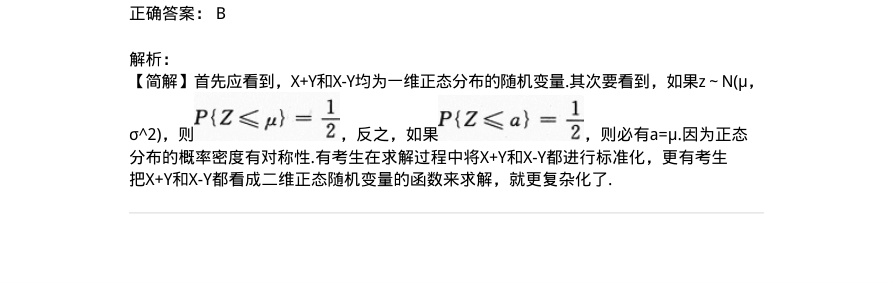 正确答案： B
解析：
【简解】首先应看到，X+Y和X-Y均为一维正态分布的随机变量.其次要看到，如果z ~ N(μ，
σ^2)，则P{Z⩽μ} = 1/2，反之，如果P{Z⩽a} = 1/2，则必有a=μ.因为正态
分布的概率密度有对称性.有考生在求解过程中将X+Y和X-Y都进行标准化，更有考生
把X+Y和X-Y都看成二维正态随机变量的函数来求解，就更复杂化了.